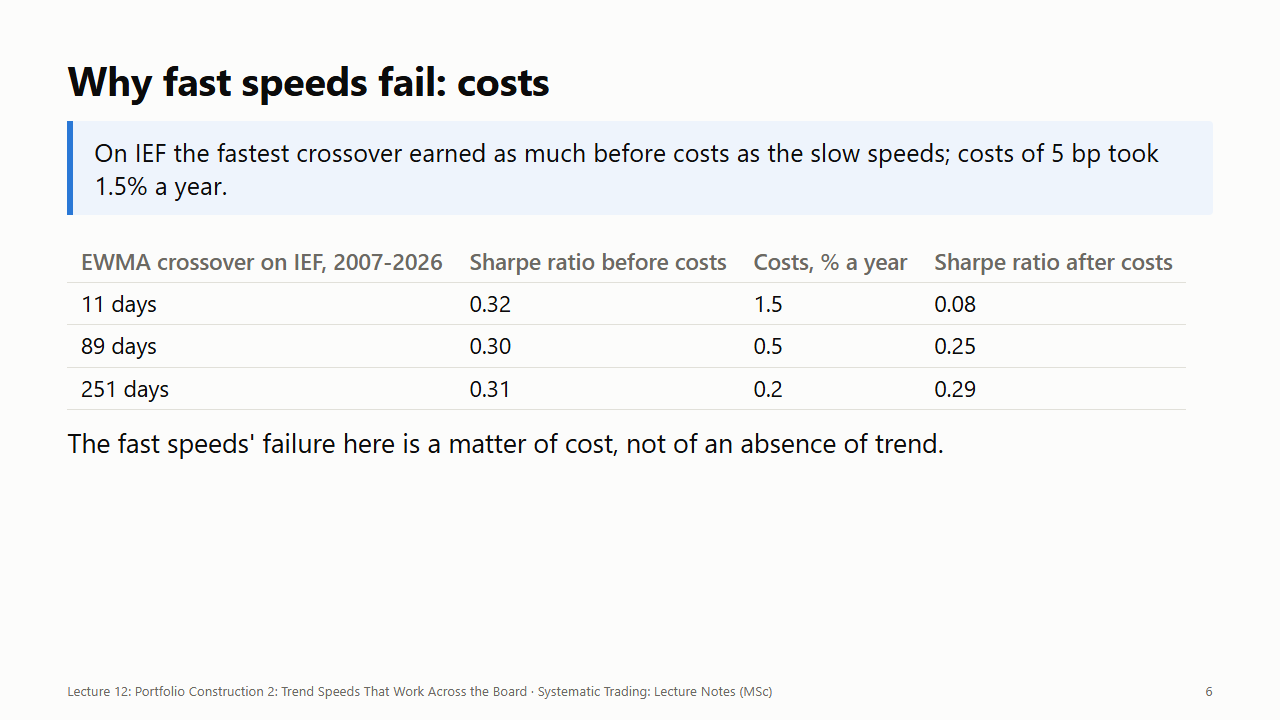 Why fast speeds fail: costs
On IEF the fastest crossover earned as much before costs as the slow speeds; costs of 5 bp took
1.5% a year.
EWMA crossover on IEF, 2007-2026 Sharpe ratio before costs Costs, % a year Sharpe ratio after costs
11 days 0.32 1.5 0.08
89 days 0.30 0.5 0.25
251 days 0.31 0.2 0.29
The fast speeds' failure here is a matter of cost, not of an absence of trend.
Lecture 12: Portfolio Construction 2: Trend Speeds That Work Across the Board · Systematic Trading: Lecture Notes (MSc) 6